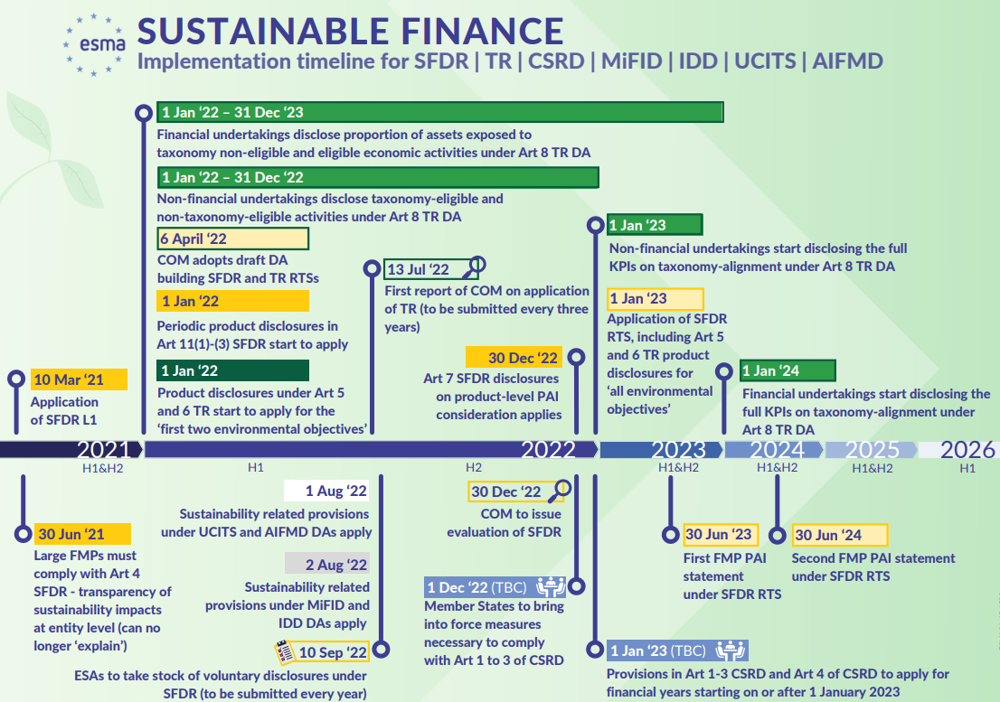 esma
SUSTAINABLE FINANCE
Implementation timeline for SFDR | TR | CSRD | MiFID | IDD | UCITS | AIFMD
1 Jan ‘22 – 31 Dec ‘23
Financial undertakings disclose proportion of assets exposed to
taxonomy non-eligible and eligible economic activities under Art 8 TR DA
1 Jan ‘22 – 31 Dec ‘22
Non-financial undertakings disclose taxonomy-eligible and
non-taxonomy-eligible activities under Art 8 TR DA
6 April ‘22
COM adopts draft DA
building SFDR and TR RTSs
1 Jan ‘22
Periodic product disclosures in
Art 11(1)-(3) SFDR start to apply
1 Jan ‘22
Product disclosures under Art 5
and 6 TR start to apply for the
‘first two environmental objectives’
10 Mar ‘21
Application
of SFDR L1
13 Jul ‘22
First report of COM on application
of TR (to be submitted every three
years)
30 Dec ‘22
Art 7 SFDR disclosures
on product-level PAI
consideration applies
1 Jan ‘23
Non-financial undertakings start disclosing the full
KPIs on taxonomy-alignment under Art 8 TR DA
1 Jan ‘23
Application of SFDR
RTS, including Art 5
and 6 TR product
disclosures for
‘all environmental
objectives’
1 Jan ‘24
Financial undertakings start disclosing the
full KPIs on taxonomy-alignment under
Art 8 TR DA
2021
2022
2023
2024
2025
2026
H1&H2
H1
H2
H1&H2
H1&H2
H1&H2
H1
30 Jun ‘21
Large FMPs must
comply with Art 4
SFDR - transparency of
sustainability impacts
at entity level (can no
longer ‘explain’)
1 Aug ‘22
Sustainability related provisions
under UCITS and AIFMD DAs apply
2 Aug ‘22
Sustainability related
provisions under MiFID and
IDD DAs apply
10 Sep ‘22
ESAs to take stock of voluntary disclosures under
SFDR (to be submitted every year)
30 Dec ‘22
COM to issue
evaluation of SFDR
1 Dec ‘22 (TBC)
Member States to bring
into force measures
necessary to comply
with Art 1 to 3 of CSRD
30 Jun ‘23
First FMP PAI
statement
under SFDR RTS
30 Jun ‘24
Second FMP PAI statement
under SFDR RTS
1 Jan ‘23 (TBC)
Provisions in Art 1-3 CSRD and Art 4 of CSRD to apply for
financial years starting on or after 1 January 2023